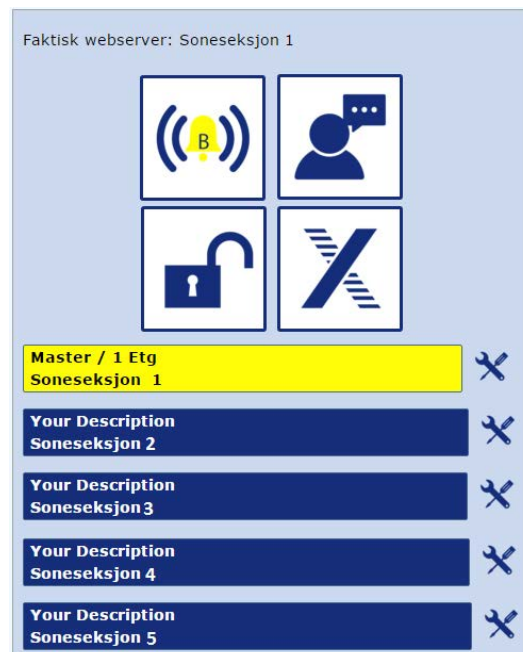 Faktisk webserver: Soneseksjon 1
B
Master / 1 Etg
Soneseksjon 1
Your Description
Soneseksjon 2
Your Description
Soneseksjon 3
Your Description
Soneseksjon 4
Your Description
Soneseksjon 5